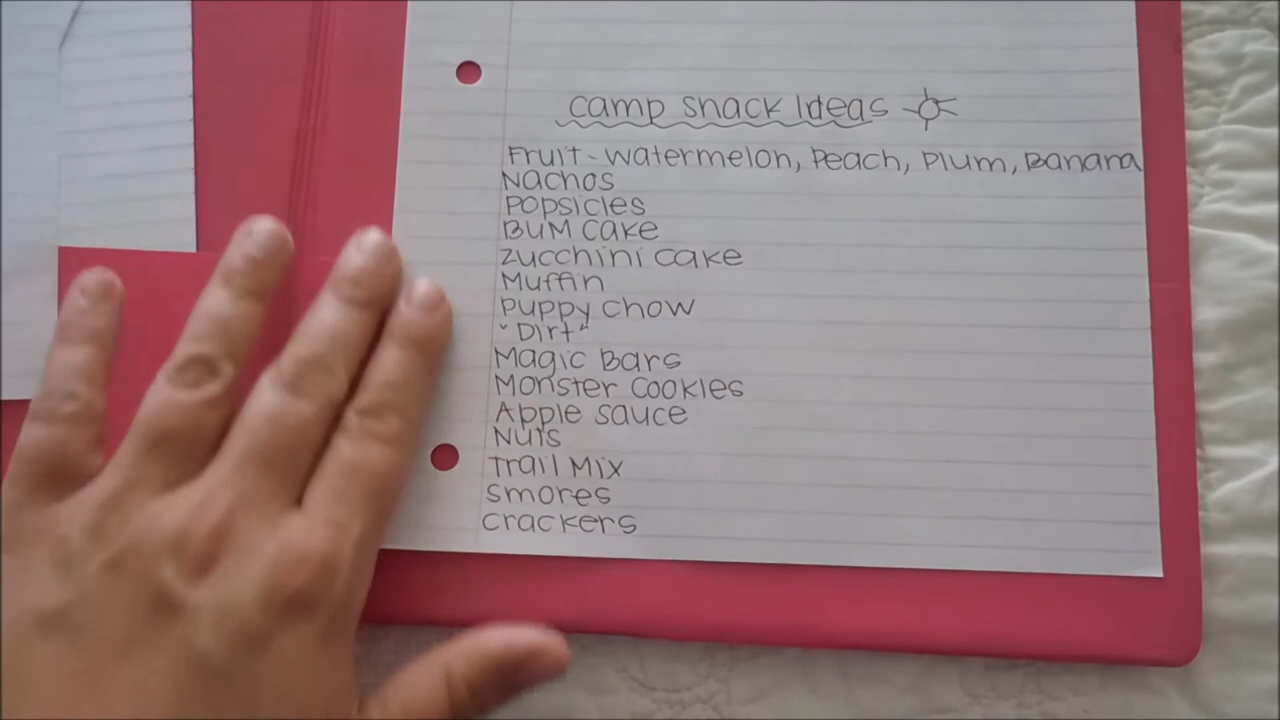 camp snack Ideas
Fruit - watermelon, Peach, Plum, Banana
Nachos
Popsicles
BUM cake
zucchini cake
Muffin
Puppy chow
"Dirt"
Magic Bars
Monster cookies
Apple sauce
Nuts
Trail Mix
smores
crackers